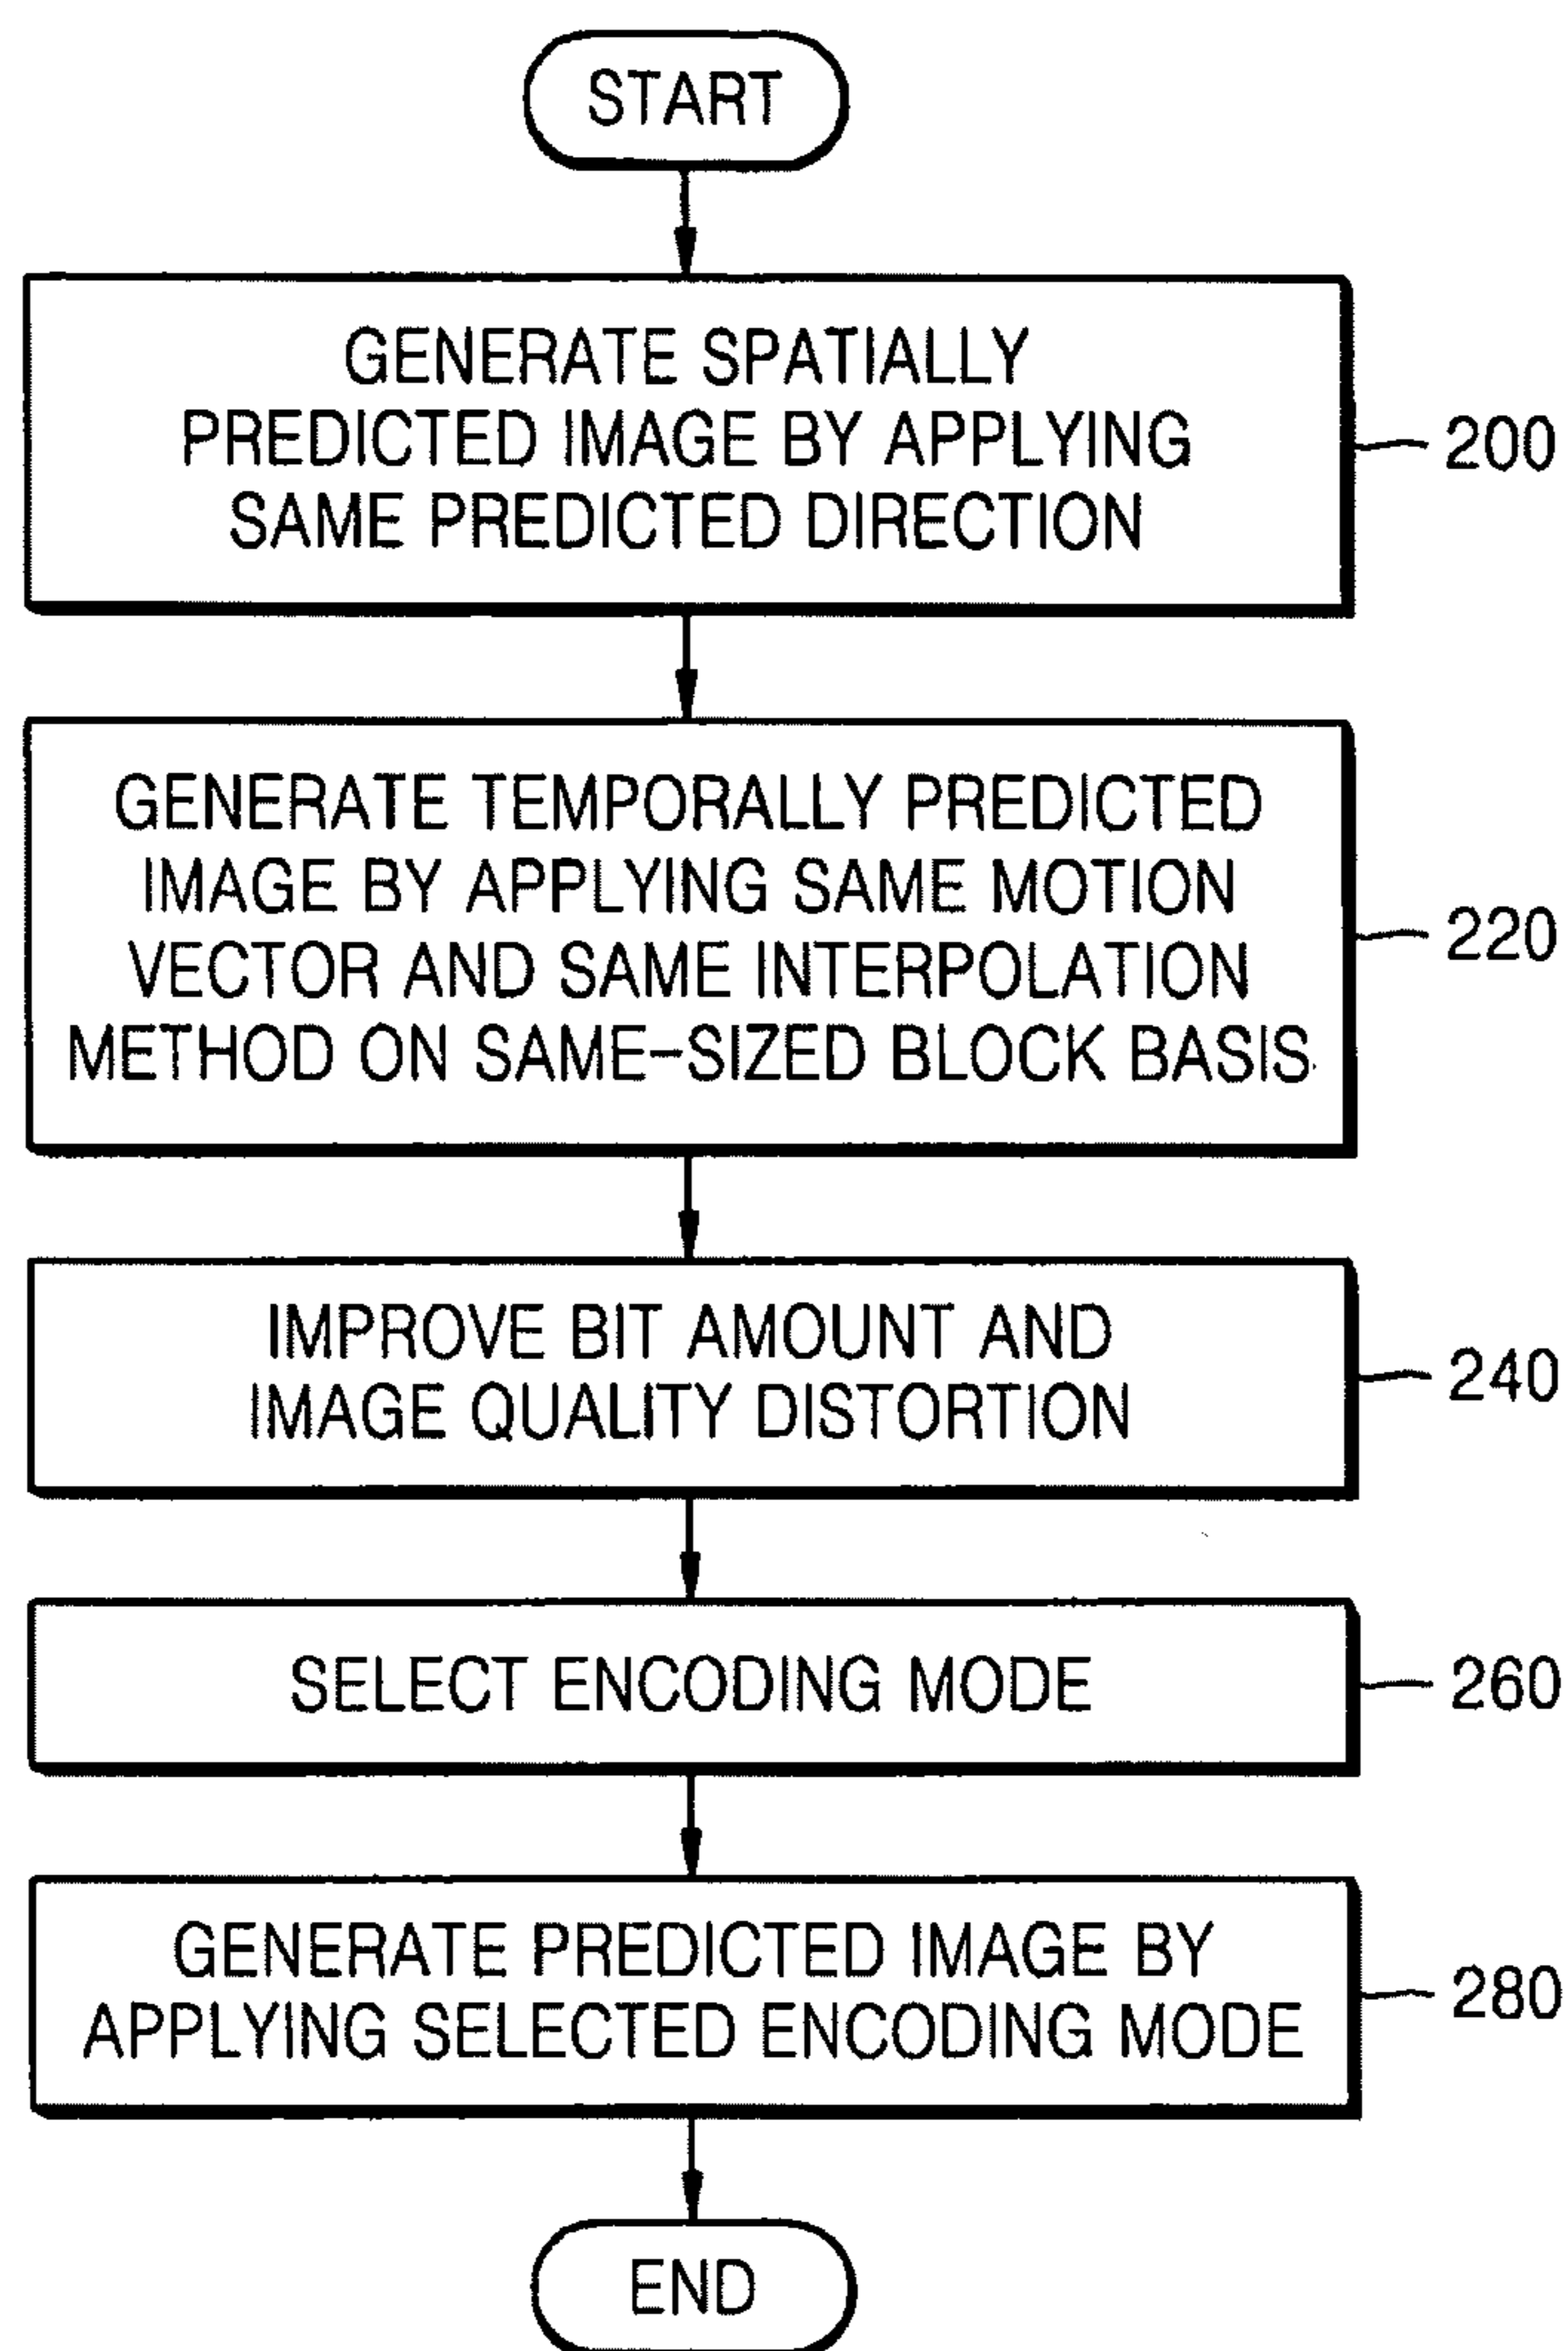 START
GENERATE SPATIALLY
PREDICTED IMAGE BY APPLYING
SAME PREDICTED DIRECTION
200
GENERATE TEMPORALLY PREDICTED
IMAGE BY APPLYING SAME MOTION
VECTOR AND SAME INTERPOLATION
METHOD ON SAME-SIZED BLOCK BASIS
220
IMPROVE BIT AMOUNT AND
IMAGE QUALITY DISTORTION
240
SELECT ENCODING MODE
260
GENERATE PREDICTED IMAGE BY
APPLYING SELECTED ENCODING MODE
280
END